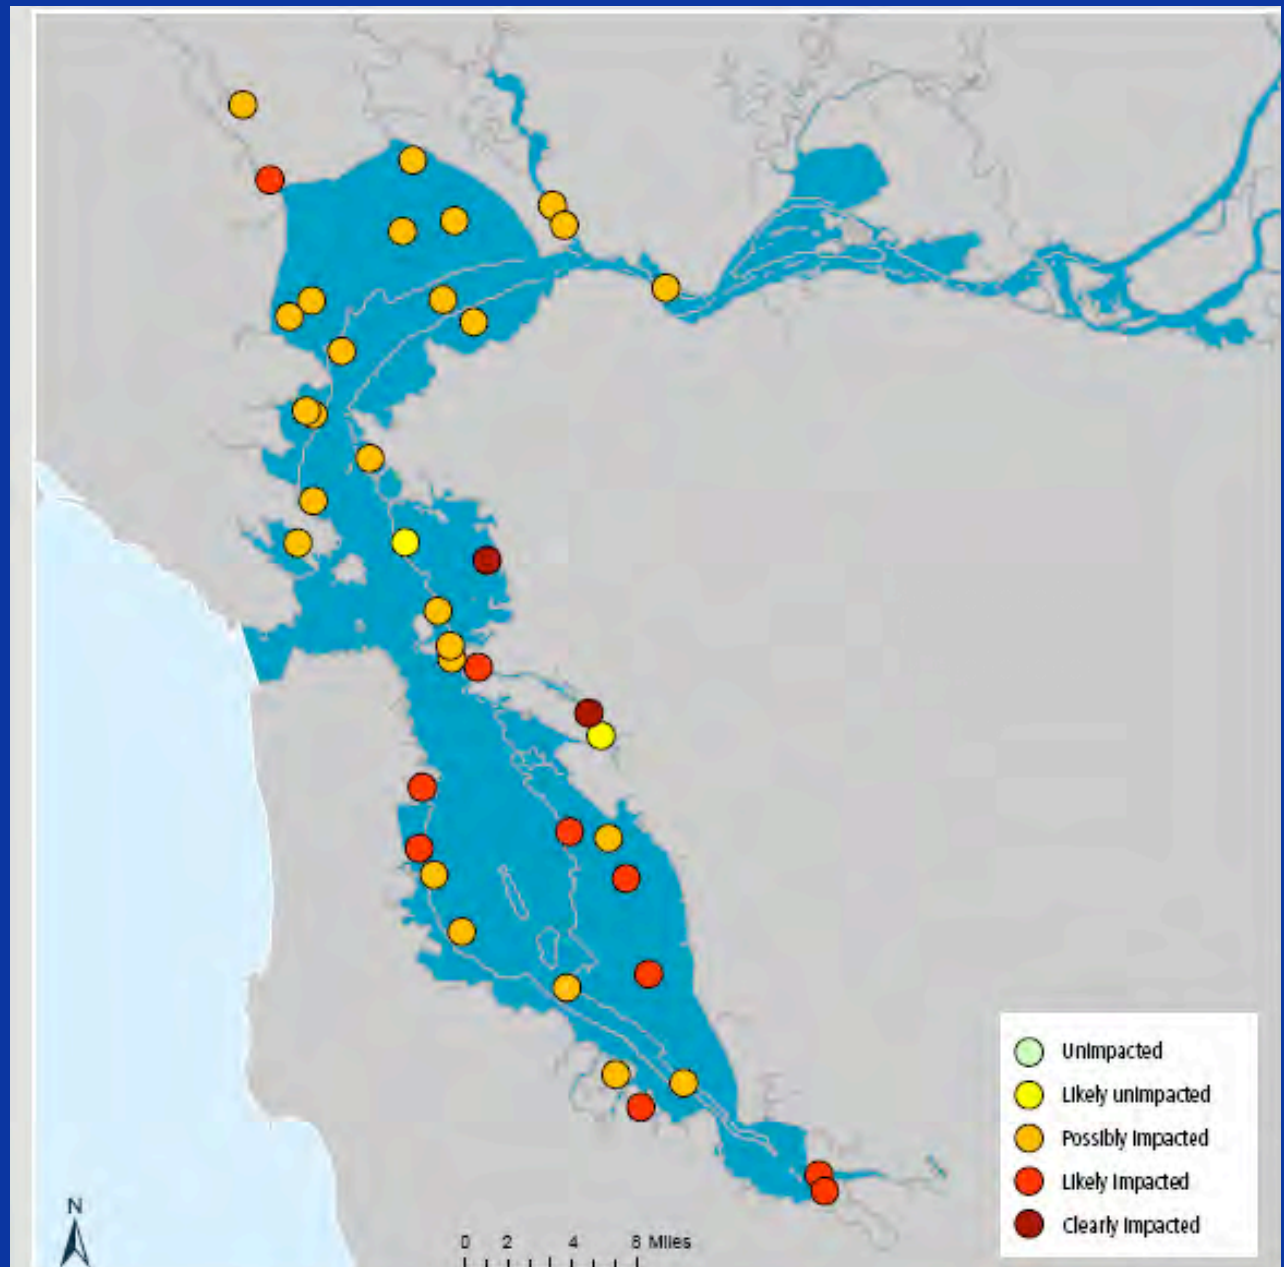 Unimpacted
Likely unimpacted
Possibly Impacted
Likely Impacted
Clearly Impacted
N
0 2 4 8 Miles